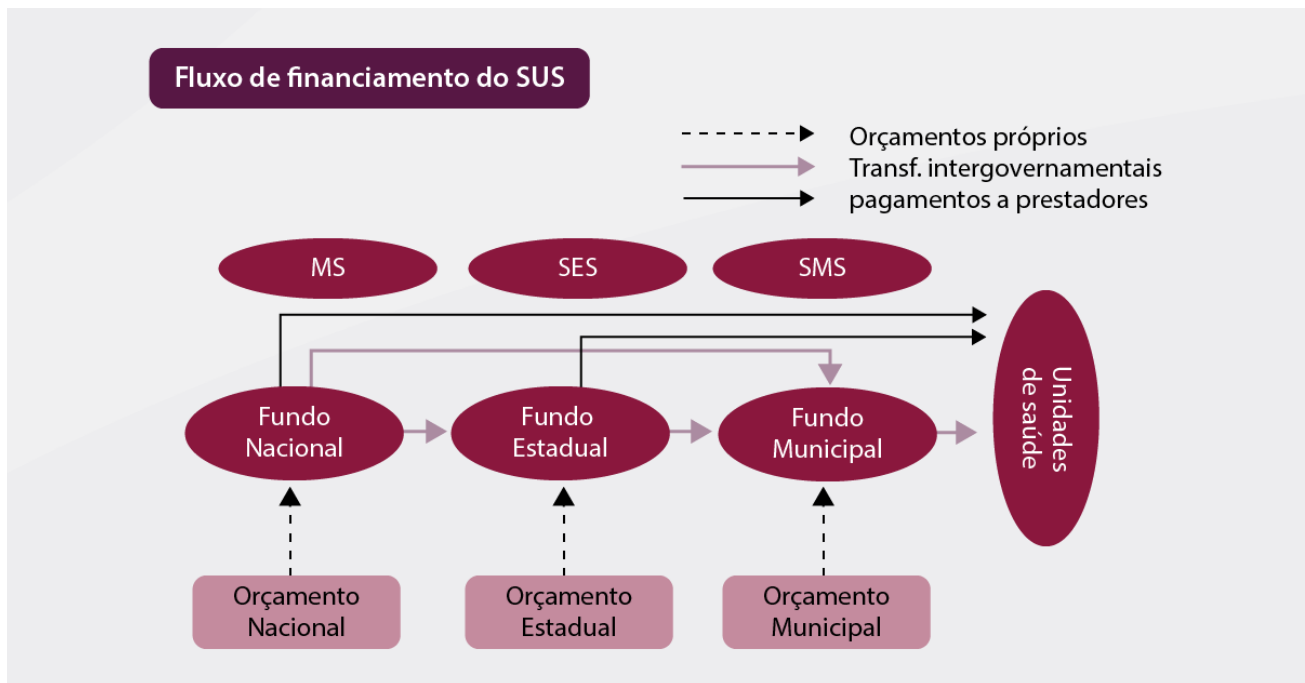 Fluxo de financiamento do SUS
Orçamentos próprios
Transf. intergovernamentais
pagamentos a prestadores
MS
SES
SMS
Fundo
Nacional
Fundo
Estadual
Fundo
Municipal
Unidades
de saúde
Orçamento
Nacional
Orçamento
Estadual
Orçamento
Municipal